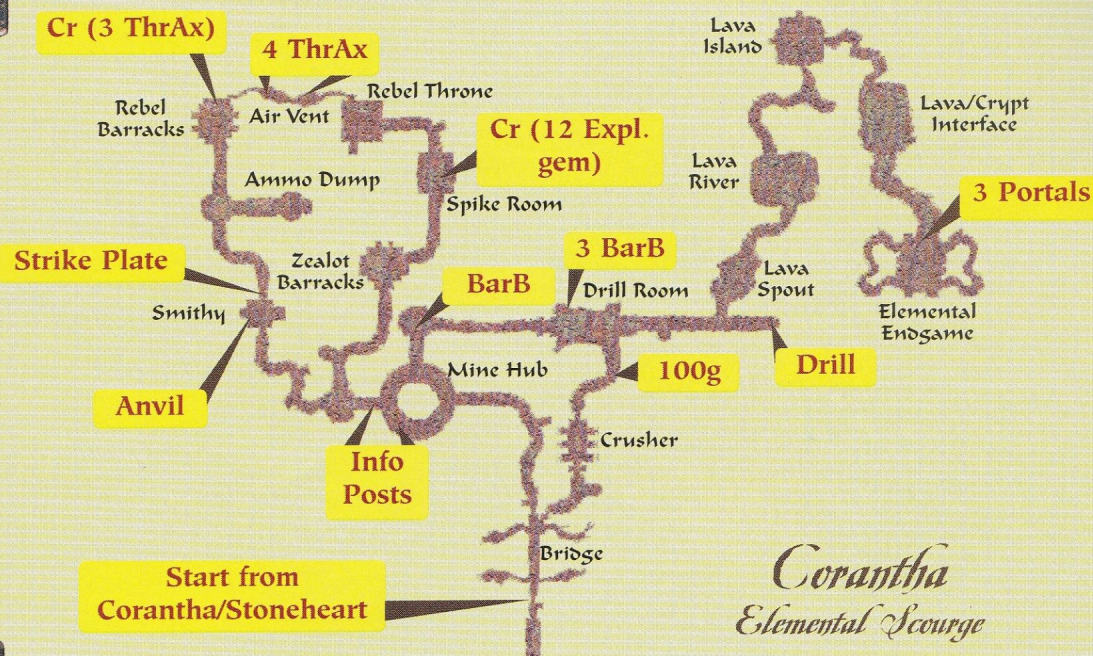 Cr (3 ThrAx)
4 ThrAx
Lava
Island
Rebel
Barracks
Air Vent
Rebel Throne
Lava/Crypt
Interface
Cr (12 Expl.
gem)
Ammo Dump
Lava
River
Spike Room
3 Portals
Strike Plate
Zealot
Barracks
3 BarB
BarB
Drill Room
Lava
Spout
Smithy
Elemental
Endgame
Mine Hub
100g
Drill
Anvil
Crusher
Info
Posts
Bridge
Start from
Corantha/Stoneheart
Corantha
Elemental Scourge